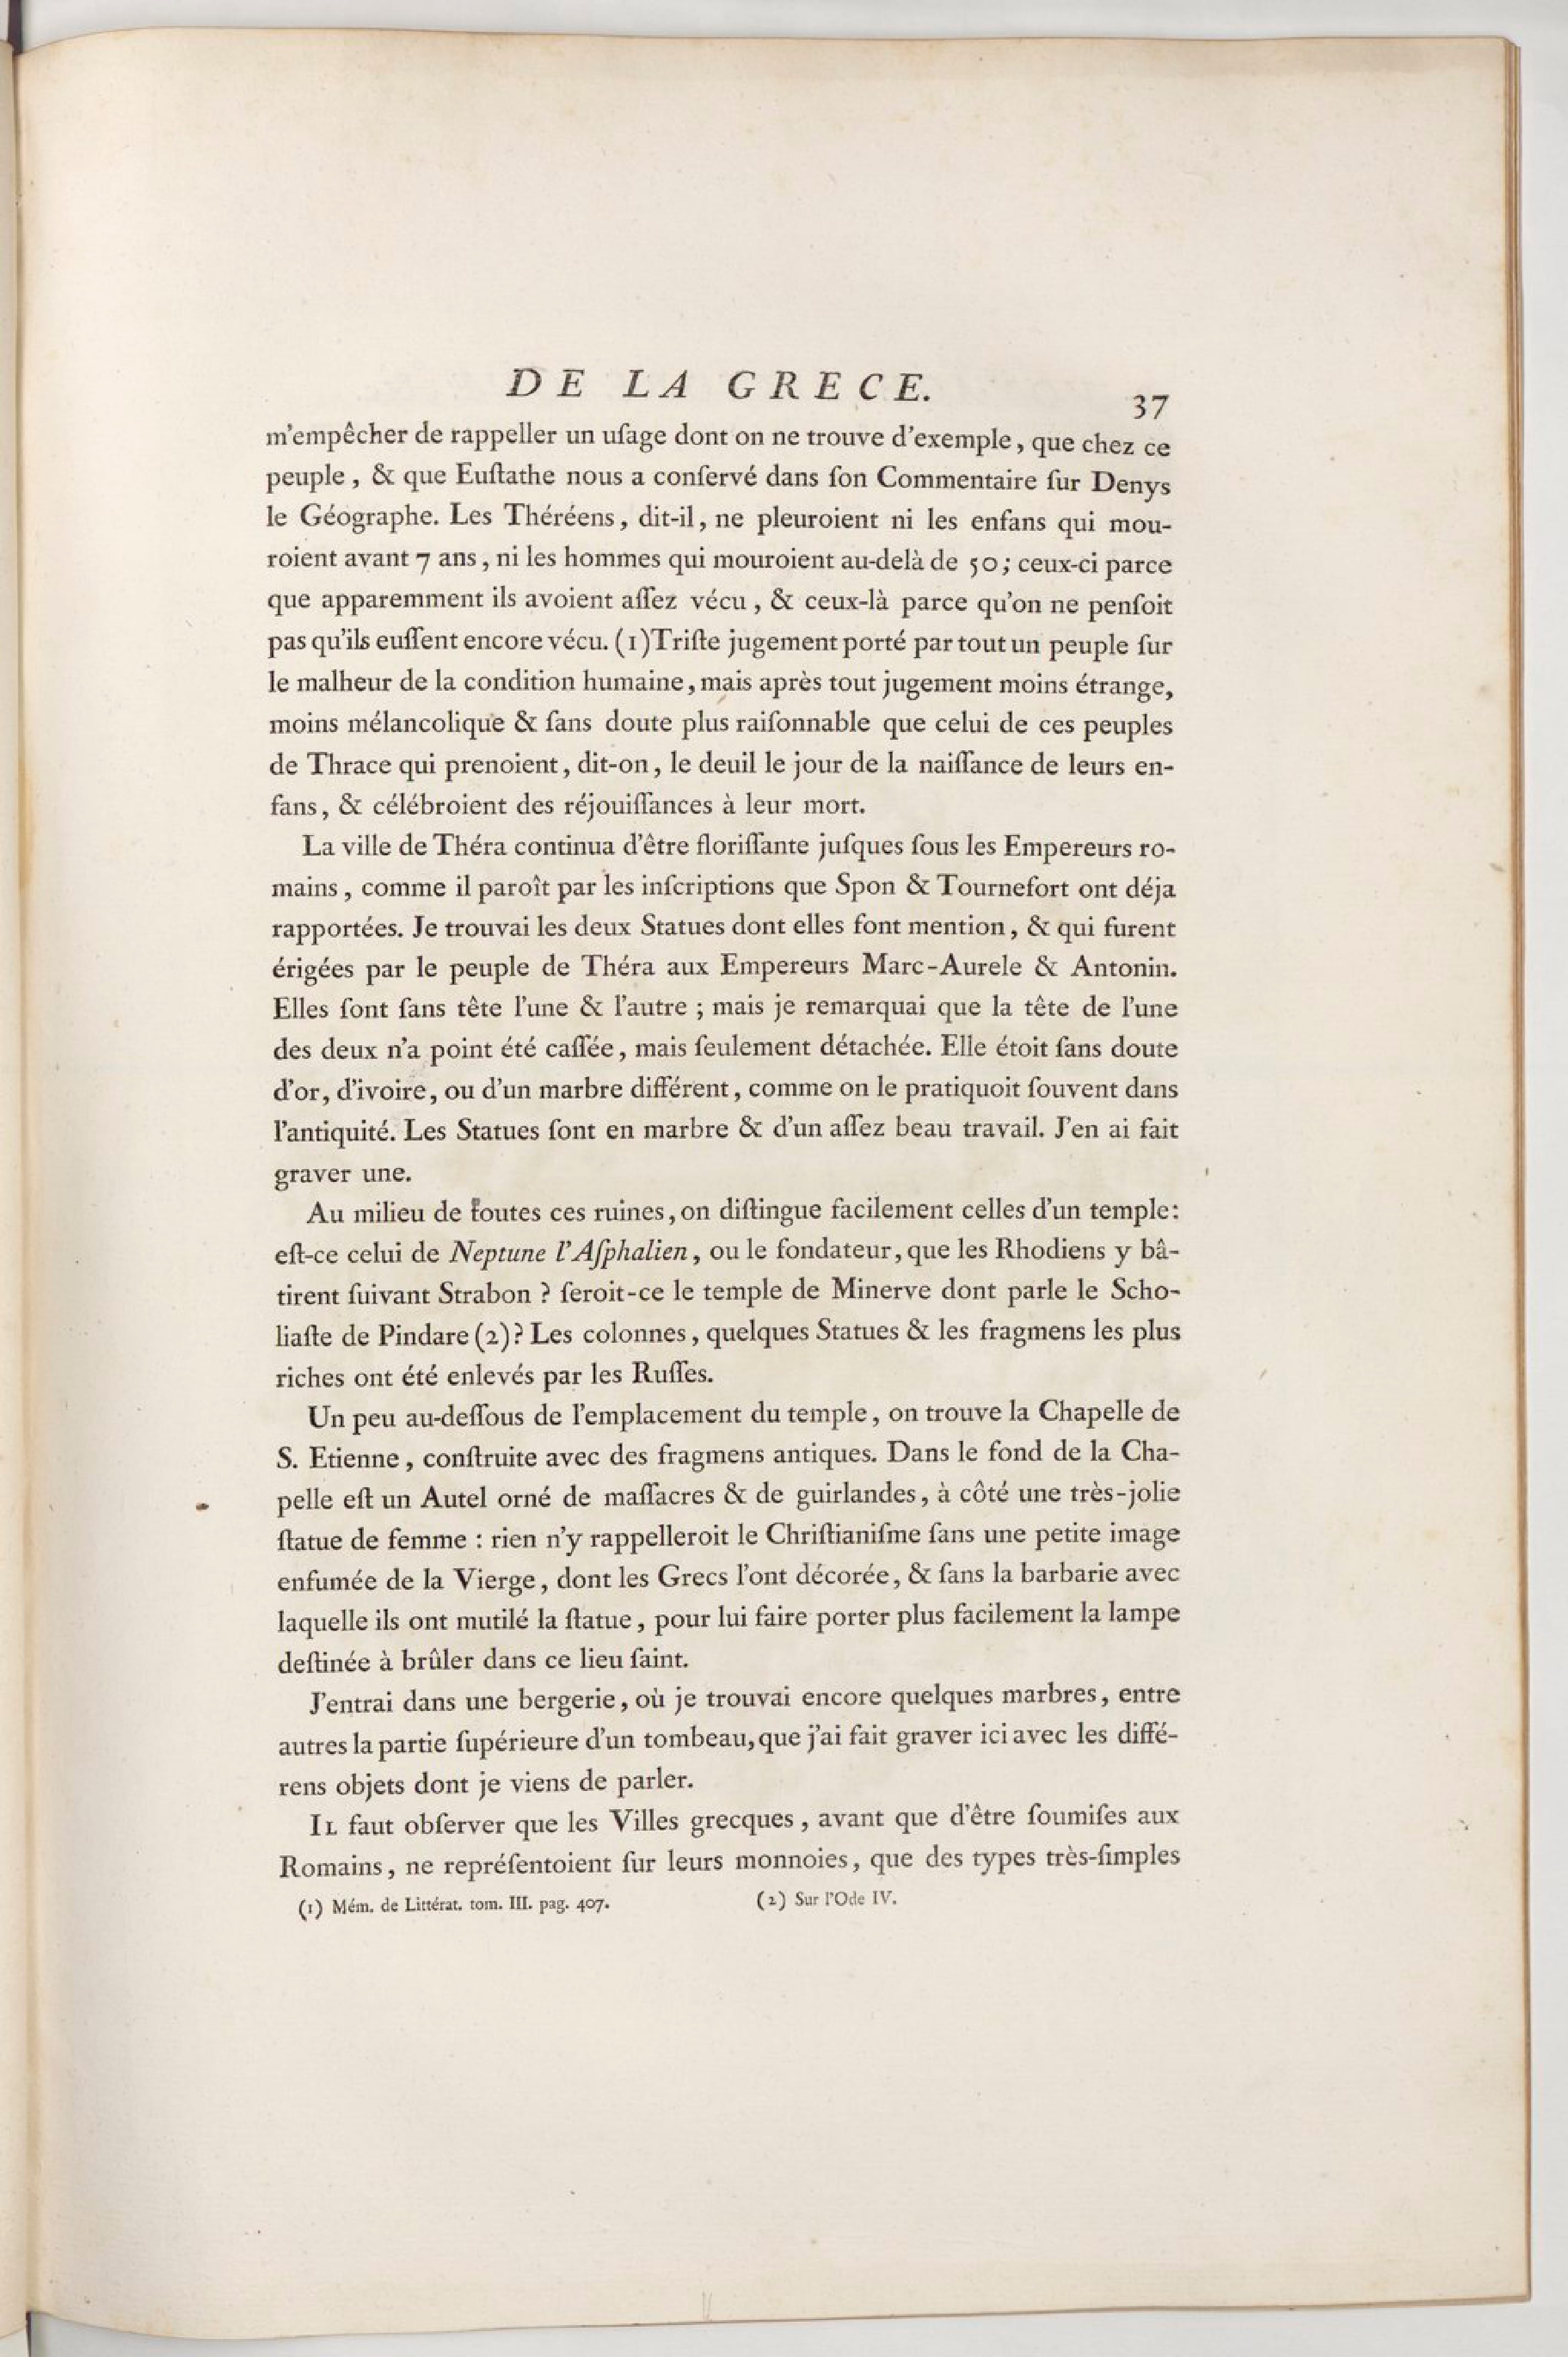 DE LA GRECE.
37
m'empêcher de rappeller un uſage dont on ne trouve d'exemple, que chez ce
peuple, & que Euſtathe nous a conſervé dans ſon Commentaire ſur Denys
le Géographe. Les Théréens, dit-il, ne pleuroient ni les enfans qui mou-
roient avant 7 ans, ni les hommes qui mouroient au-delà de 50; ceux-ci parce
que apparemment ils avoient aſſez vécu, & ceux-là parce qu'on ne penſoit
pas qu'ils euſſent encore vécu. (1) Triſte jugement porté par tout un peuple ſur
le malheur de la condition humaine, mais après tout jugement moins étrange,
moins mélancolique & ſans doute plus raiſonnable que celui de ces peuples
de Thrace qui prenoient, dit-on, le deuil le jour de la naiſſance de leurs en-
fans, & célébroient des réjouiſſances à leur mort.
La ville de Théra continua d'être floriſſante juſques ſous les Empereurs ro-
mains, comme il paroît par les inſcriptions que Spon & Tournefort ont déja
rapportées. Je trouvai les deux Statues dont elles font mention, & qui furent
érigées par le peuple de Théra aux Empereurs Marc-Aurele & Antonin.
Elles ſont ſans tête l'une & l'autre ; mais je remarquai que la tête de l'une
des deux n'a point été caſſée, mais ſeulement détachée. Elle étoit ſans doute
d'or, d'ivoire, ou d'un marbre différent, comme on le pratiquoit ſouvent dans
l'antiquité. Les Statues ſont en marbre & d'un aſſez beau travail. J'en ai fait
graver une.
Au milieu de toutes ces ruines, on diſtingue facilement celles d'un temple:
eſt-ce celui de Neptune l'Aſphalien, ou le fondateur, que les Rhodiens y bâ-
tirent ſuivant Strabon ? ſeroit-ce le temple de Minerve dont parle le Scho-
liaſte de Pindare (2)? Les colonnes, quelques Statues & les fragmens les plus
riches ont été enlevés par les Ruſſes.
Un peu au-deſſous de l'emplacement du temple, on trouve la Chapelle de
S. Etienne, conſtruite avec des fragmens antiques. Dans le fond de la Cha-
pelle eſt un Autel orné de maſſacres & de guirlandes, à côté une très-jolie
ſtatue de femme : rien n'y rappelleroit le Chriſtianiſme ſans une petite image
enfumée de la Vierge, dont les Grecs l'ont décorée, & ſans la barbarie avec
laquelle ils ont mutilé la ſtatue, pour lui faire porter plus facilement la lampe
deſtinée à brûler dans ce lieu ſaint.
J'entrai dans une bergerie, où je trouvai encore quelques marbres, entre
autres la partie ſupérieure d'un tombeau, que j'ai fait graver ici avec les diffé-
rens objets dont je viens de parler.
IL faut obſerver que les Villes grecques, avant que d'être ſoumiſes aux
Romains, ne repréſentoient ſur leurs monnoies, que des types très-ſimples
(1) Mém. de Littérat. tom. III. pag. 407.
(2) Sur l'Ode IV.